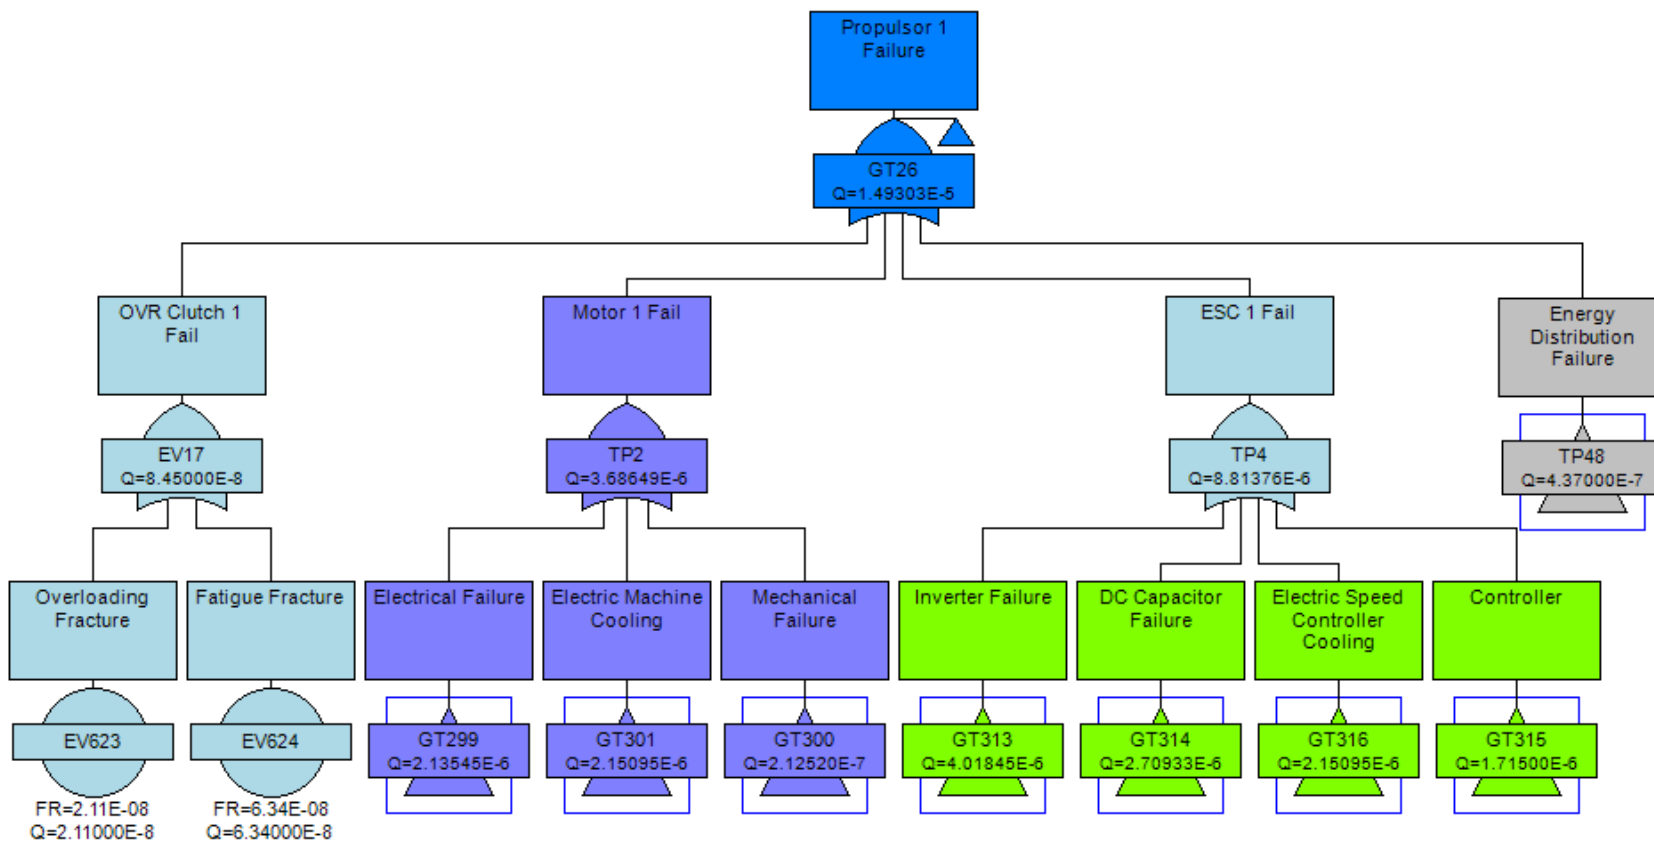 Propulsor 1
Failure
GT26
Q=1.49303E-5
OVR Clutch 1
Fail
EV17
Q=8.45000E-8
Motor 1 Fail
TP2
Q=3.68649E-6
ESC 1 Fail
TP4
Q=8.81376E-6
Energy
Distribution
Failure
TP48
Q=4.37000E-7
Overloading
Fracture
EV623
FR=2.11E-08
Q=2.11000E-8
Fatigue Fracture
EV624
FR=6.34E-08
Q=6.34000E-8
Electrical Failure
GT299
Q=2.13545E-6
Electric Machine
Cooling
GT301
Q=2.15095E-6
Mechanical
Failure
GT300
Q=2.12520E-7
Inverter Failure
GT313
Q=4.01845E-6
DC Capacitor
Failure
GT314
Q=2.70933E-6
Electric Speed
Controller
Cooling
GT316
Q=2.15095E-6
Controller
GT315
Q=1.71500E-6